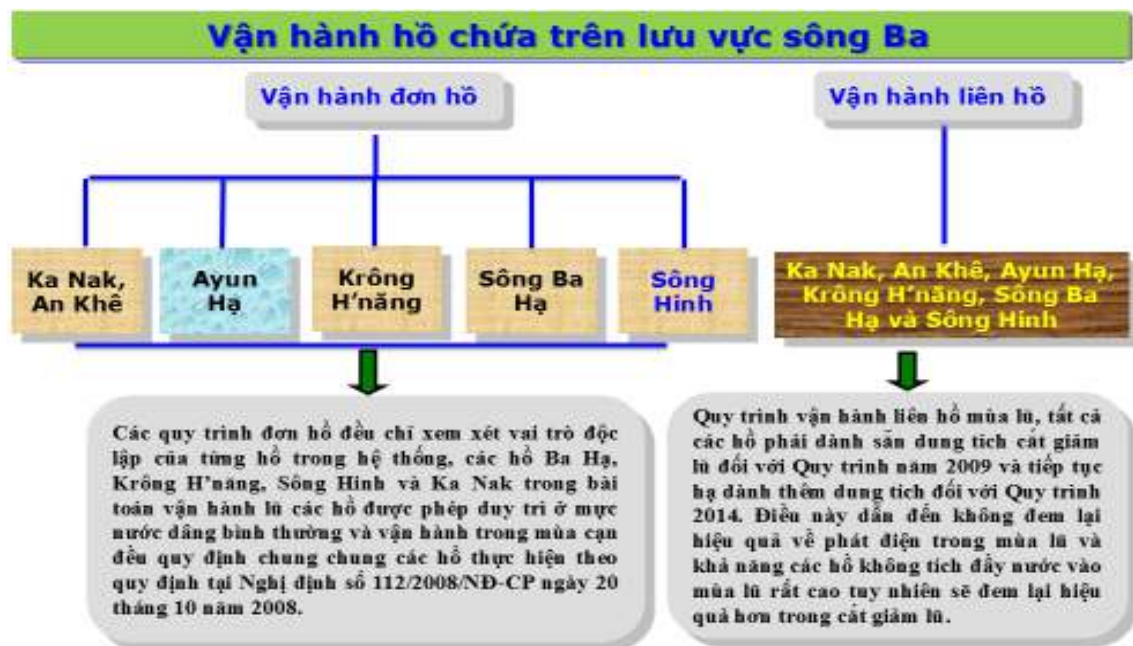 Vận hành hồ chứa trên lưu vực sông Ba
Vận hành đơn hồ
Vận hành liên hồ
Ka Nak,
An Khê
Ayun
Hạ
Krông
H'năng
Sông Ba
Hạ
Sông
Hinh
Ka Nak, An Khê, Ayun Hạ,
Krông H'năng, Sông Ba
Hạ và Sông Hinh
Các quy trình đơn hồ đều chỉ xem xét vai trò độc
lập của từng hồ trong hệ thống, các hồ Ba Hạ,
Krông H'năng, Sông Hinh và Ka Nak trong bài
toán vận hành lũ các hồ được phép duy trì ở mực
nước dâng bình thường và vận hành trong mùa cạn
đều quy định chung chung các hồ thực hiện theo
quy định tại Nghị định số 112/2008/NĐ-CP ngày 20
tháng 10 năm 2008.
Quy trình vận hành liên hồ mùa lũ, tất cả
các hồ phải dành sẵn dung tích cắt giảm
lũ đối với Quy trình năm 2009 và tiếp tục
hạ dành thêm dung tích đối với Quy trình
2014. Điều này dẫn đến không đem lại
hiệu quả về phát điện trong mùa lũ và
khả năng các hồ không tích đầy nước vào
mùa lũ rất cao tuy nhiên sẽ đem lại hiệu
quả hơn trong cắt giảm lũ.